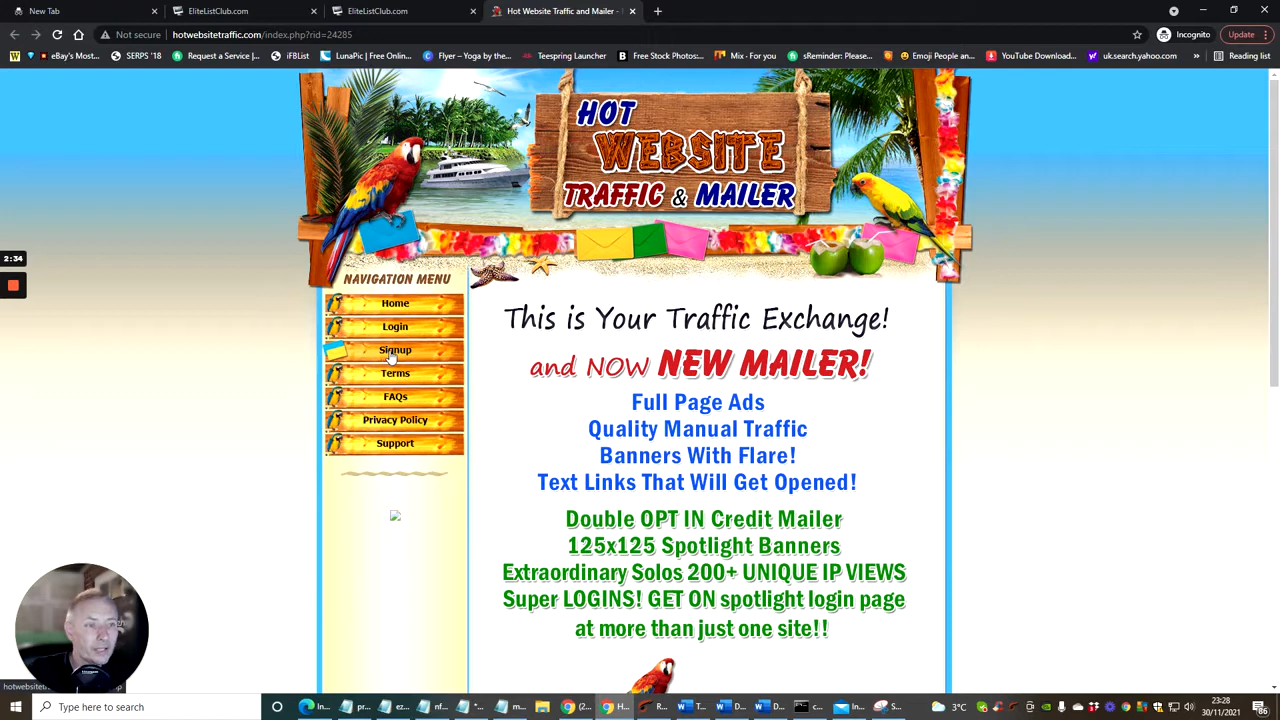 New Tab
EliteListClub.com
EliteListClub.com
Hot Website Traffic and Mailer -
Not secure
hotwebsitetraffic.com/index.php?rid=24285
Incognito
Update
eBay's Most...
SERPS '18
Request a Service |...
iFBList
LunaPic | Free Onlin...
Flyer – Yoga by the...
Teespring Launcher
Free Stock Photos:...
Mix · For you
sReminder: Please...
Emoji People an...
YouTube Download...
uk.search.yahoo.com
Reading list
HOT
WEBSITE
TRAFFIC & MAILER
2:34
NAVIGATION MENU
Home
Login
Signup
Terms
FAQs
Privacy Policy
Support
This is Your Traffic Exchange!
and NOW NEW MAILER!
Full Page Ads
Quality Manual Traffic
Banners With Flare!
Text Links That Will Get Opened!
Double OPT IN Credit Mailer
125x125 Spotlight Banners
Extraordinary Solos 200+ UNIQUE IP VIEWS
Super LOGINS! GET ON spotlight login page
at more than just one site!!
Type here to search
3°C
23:28
30/11/2021